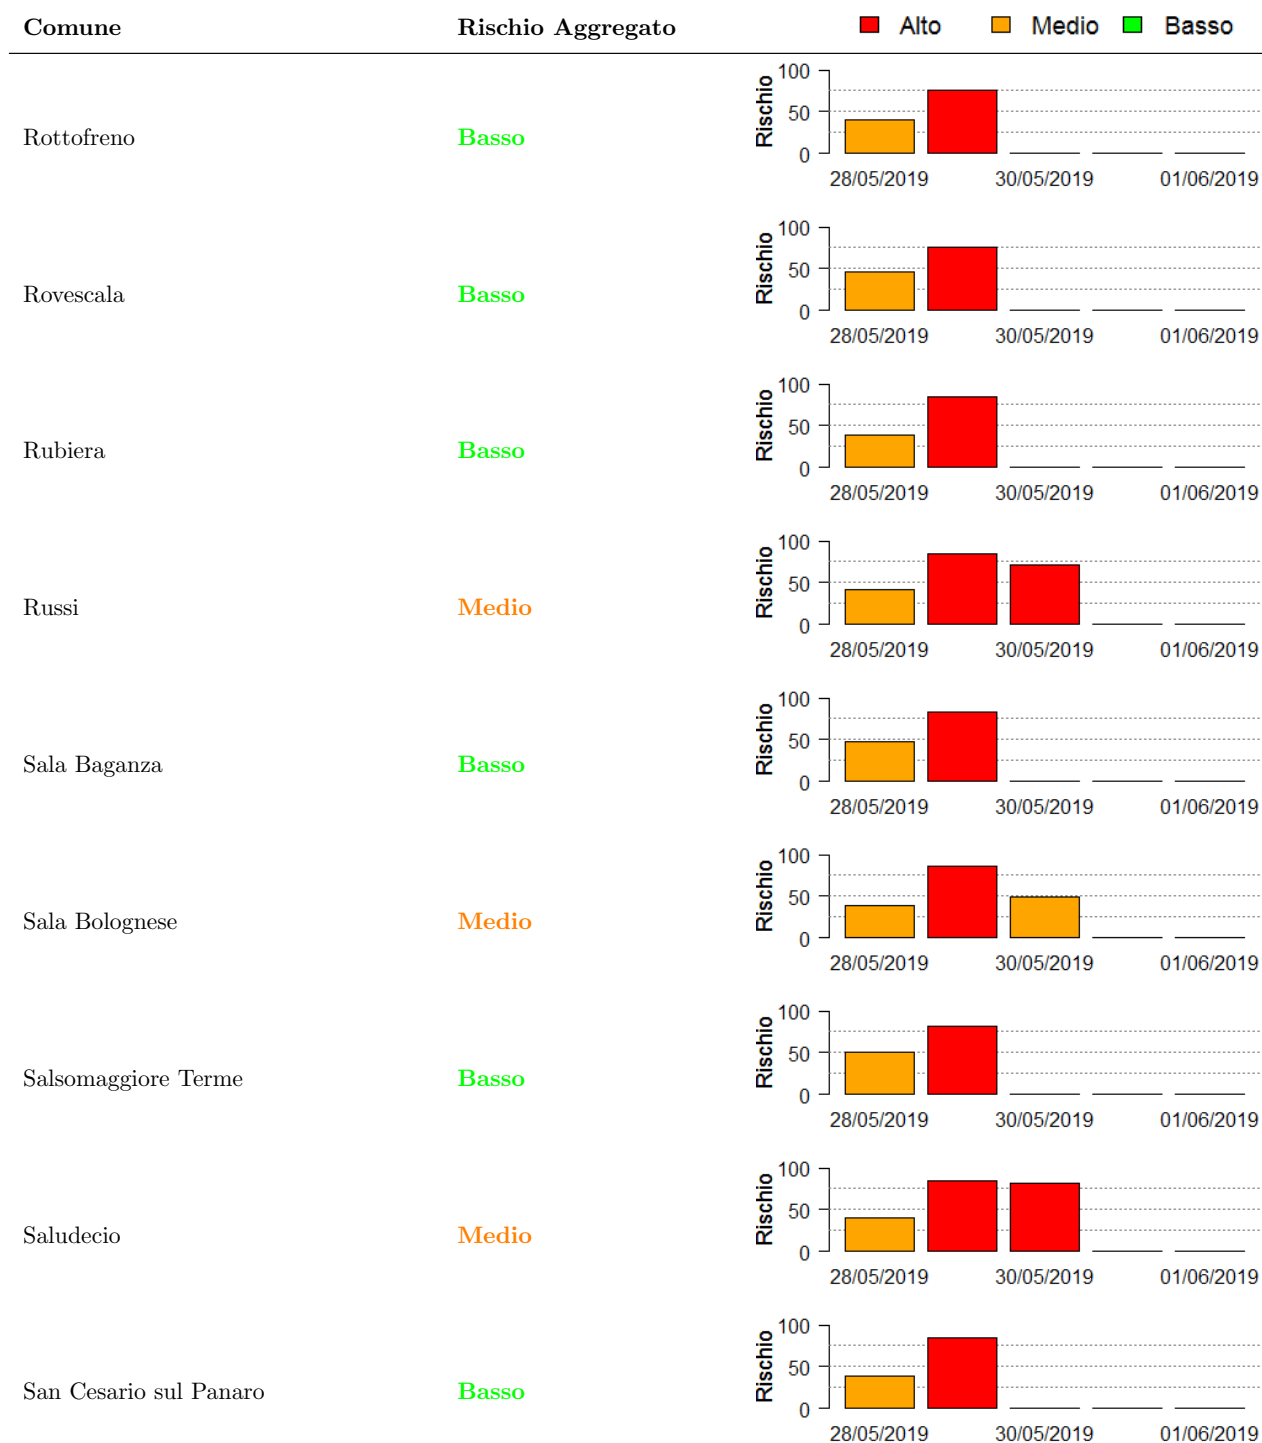 Comune Rischio Aggregato Alto Medio Basso
Rottofreno Basso Rischio 100 50 0
28/05/2019 30/05/2019 01/06/2019
Rovescala Basso Rischio 100 50 0
28/05/2019 30/05/2019 01/06/2019
Rubiera Basso Rischio 100 50 0
28/05/2019 30/05/2019 01/06/2019
Russi Medio Rischio 100 50 0
28/05/2019 30/05/2019 01/06/2019
Sala Baganza Basso Rischio 100 50 0
28/05/2019 30/05/2019 01/06/2019
Sala Bolognese Medio Rischio 100 50 0
28/05/2019 30/05/2019 01/06/2019
Salsomaggiore Terme Basso Rischio 100 50 0
28/05/2019 30/05/2019 01/06/2019
Saludecio Medio Rischio 100 50 0
28/05/2019 30/05/2019 01/06/2019
San Cesario sul Panaro Basso Rischio 100 50 0
28/05/2019 30/05/2019 01/06/2019